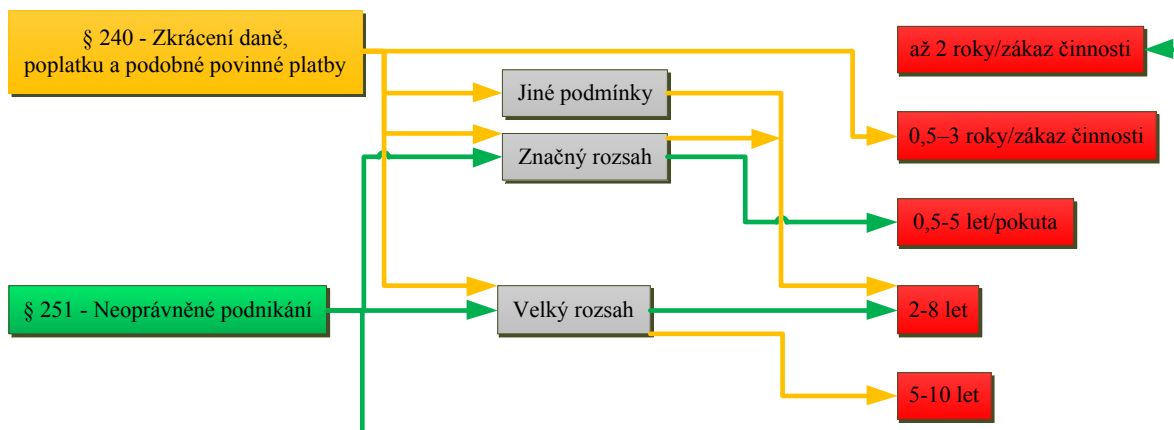 § 240 - Zkrácení daně,
poplatku a podobné povinné platby
až 2 roky/zákaz činnosti
Jiné podmínky
0,5–3 roky/zákaz činnosti
Značný rozsah
0,5-5 let/pokuta
§ 251 - Neoprávněné podnikání
Velký rozsah
2-8 let
5-10 let